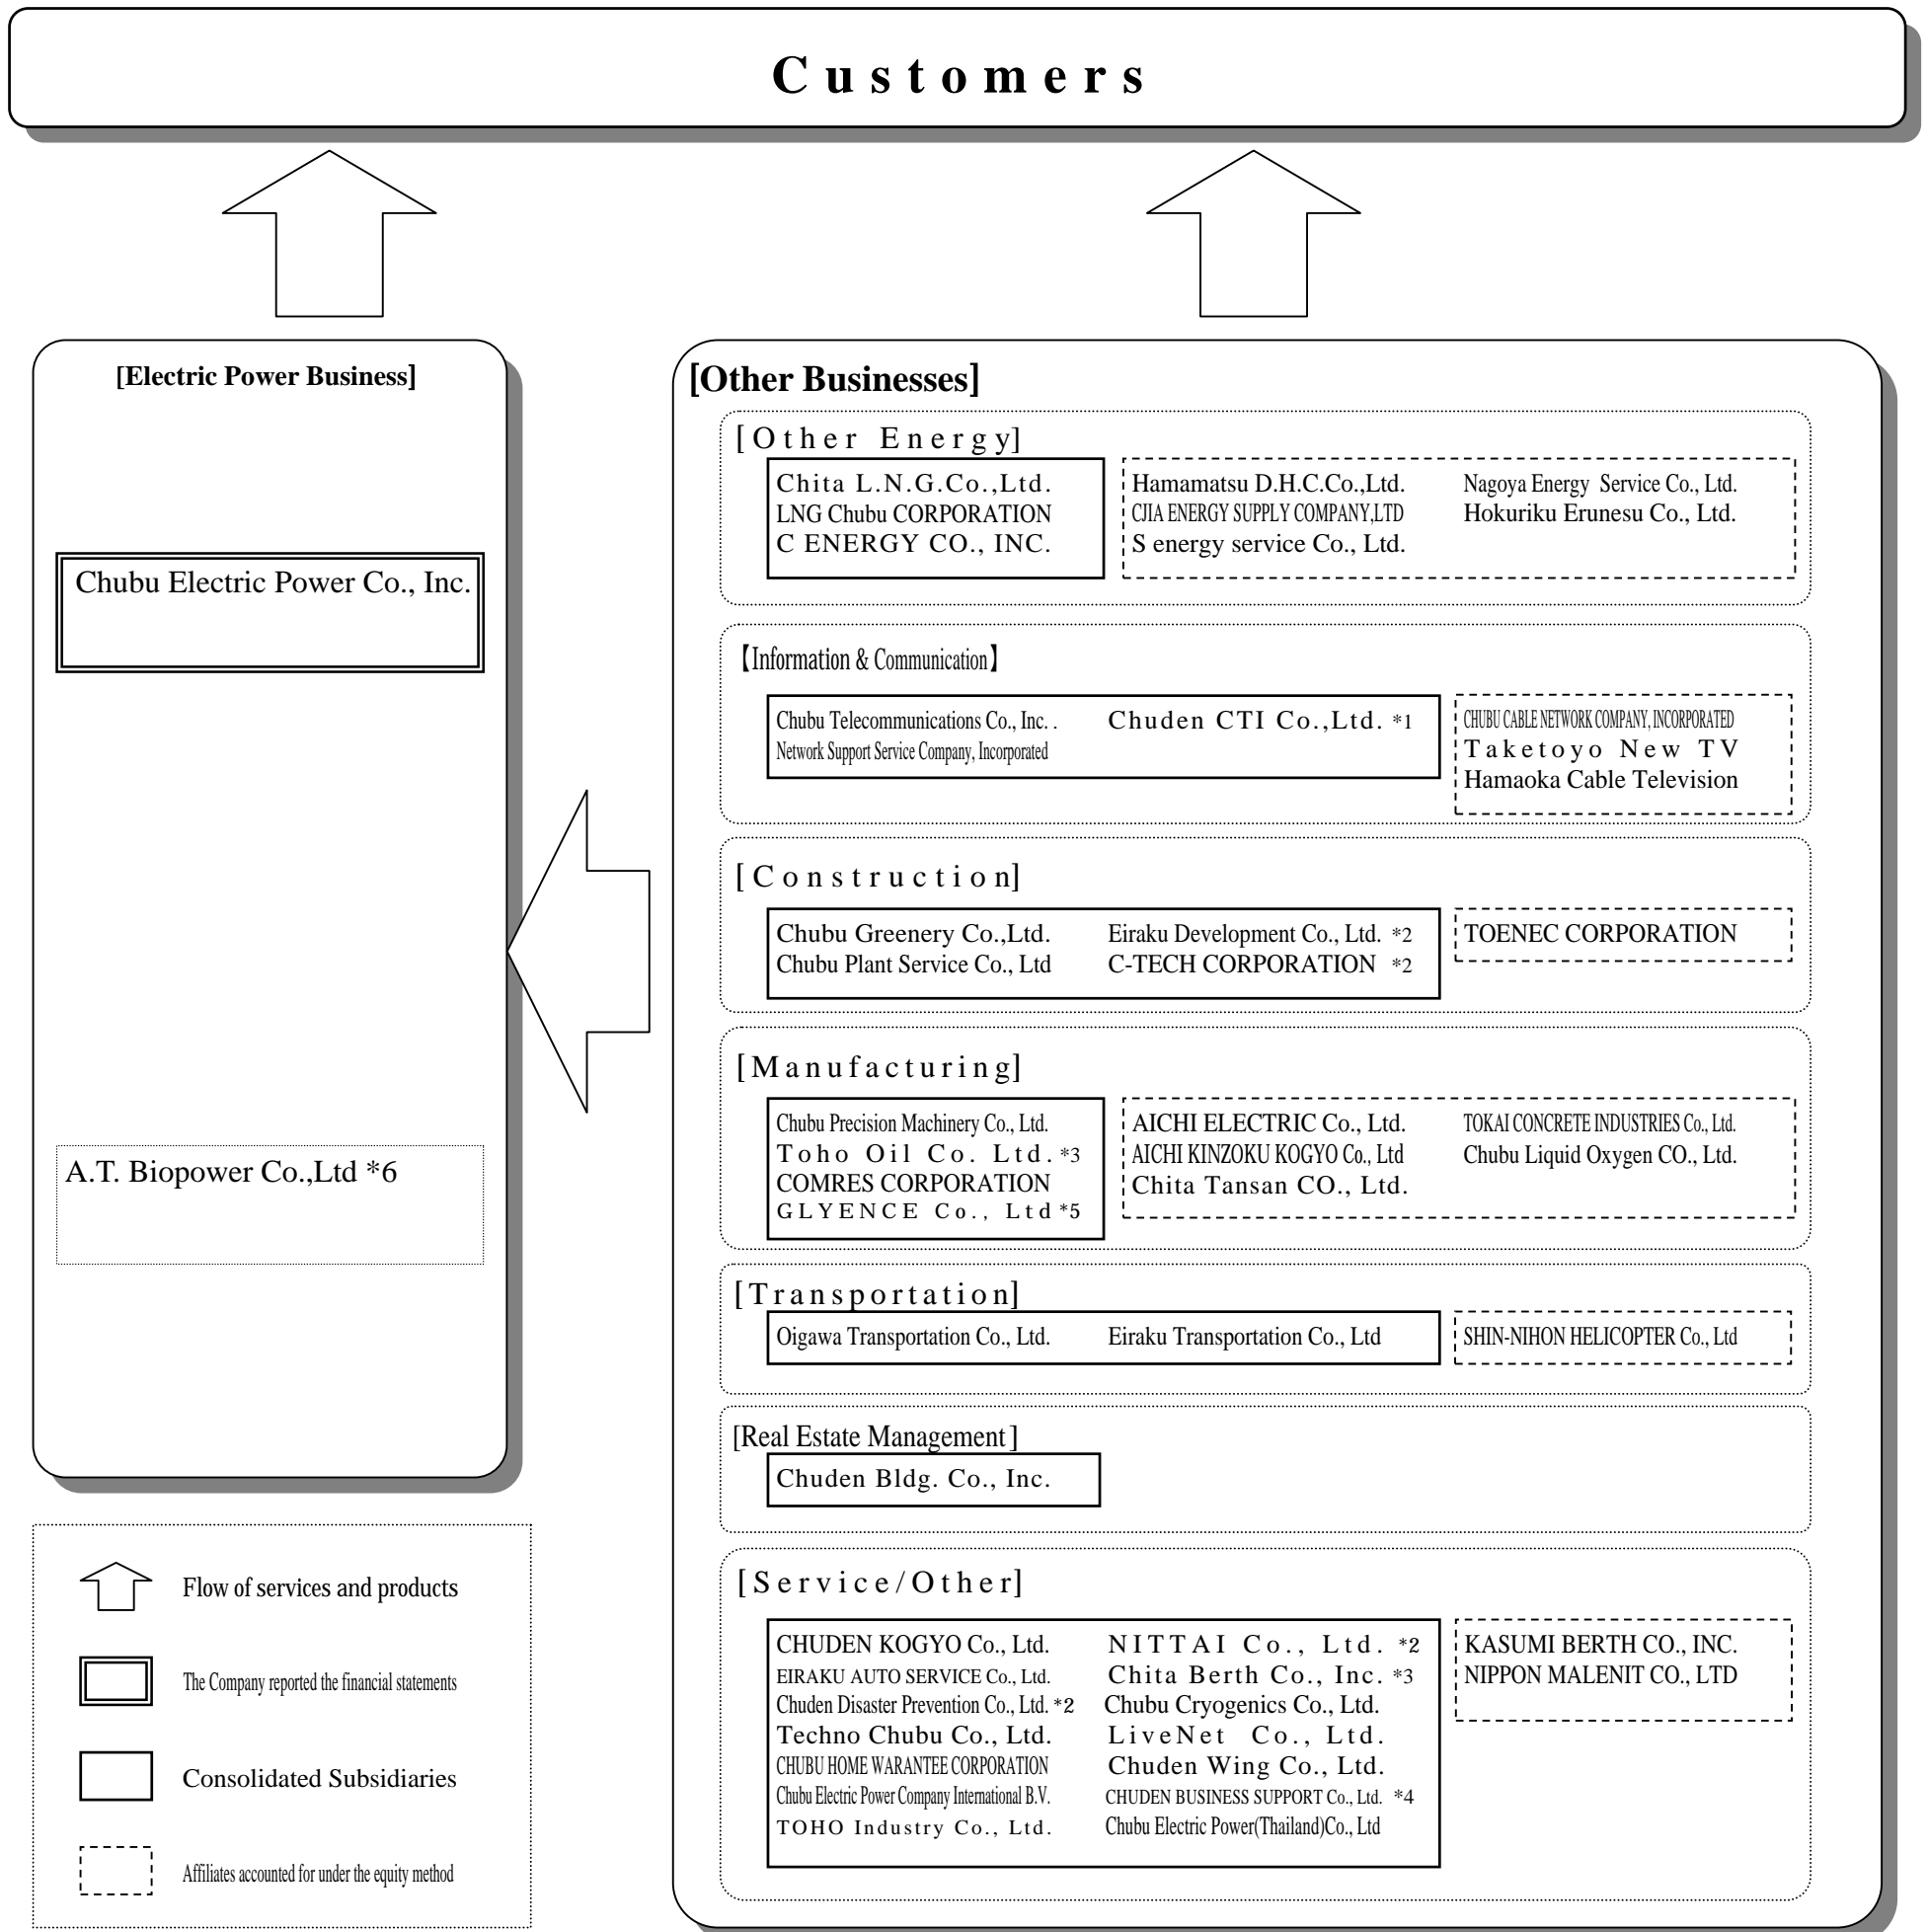 Customers
[Electric Power Business]
Chubu Electric Power Co., Inc.
A.T. Biopower Co.,Ltd *6
Flow of services and products
The Company reported the financial statements
Consolidated Subsidiaries
Affiliates accounted for under the equity method
[Other Businesses]
[Other Energy]
Chita L.N.G.Co.,Ltd.
LNG Chubu CORPORATION
C ENERGY CO., INC.
Hamamatsu D.H.C.Co.,Ltd.
CJIA ENERGY SUPPLY COMPANY,LTD
S energy service Co., Ltd.
Nagoya Energy Service Co., Ltd.
Hokuriku Erunesu Co., Ltd.
【Information & Communication】
Chubu Telecommunications Co., Inc. .
Network Support Service Company, Incorporated
Chuden CTI Co.,Ltd. *1
CHUBU CABLE NETWORK COMPANY, INCORPORATED
Taketoyo New TV
Hamaoka Cable Television
[Construction]
Chubu Greenery Co.,Ltd.
Chubu Plant Service Co., Ltd
Eiraku Development Co., Ltd. *2
C-TECH CORPORATION *2
TOENEC CORPORATION
[Manufacturing]
Chubu Precision Machinery Co., Ltd.
Toho Oil Co. Ltd. *3
COMRES CORPORATION
GLYENCE Co., Ltd *5
AICHI ELECTRIC Co., Ltd.
AICHI KINZOKU KOGYO Co., Ltd
Chita Tansan CO., Ltd.
TOKAI CONCRETE INDUSTRIES Co., Ltd.
Chubu Liquid Oxygen CO., Ltd.
[Transportation]
Oigawa Transportation Co., Ltd.
Eiraku Transportation Co., Ltd
SHIN-NIHON HELICOPTER Co., Ltd
[Real Estate Management]
Chuden Bldg. Co., Inc.
[Service/Other]
CHUDEN KOGYO Co., Ltd.
EIRAKU AUTO SERVICE Co., Ltd.
Chuden Disaster Prevention Co., Ltd. *2
Techno Chubu Co., Ltd.
CHUBU HOME WARANTEE CORPORATION
Chubu Electric Power Company International B.V.
TOHO Industry Co., Ltd.
NITTAI Co., Ltd. *2
Chita Berth Co., Inc. *3
Chubu Cryogenics Co., Ltd.
LiveNet Co., Ltd.
Chuden Wing Co., Ltd.
CHUDEN BUSINESS SUPPORT Co., Ltd. *4
Chubu Electric Power(Thailand)Co., Ltd
KASUMI BERTH CO., INC.
NIPPON MALENIT CO., LTD